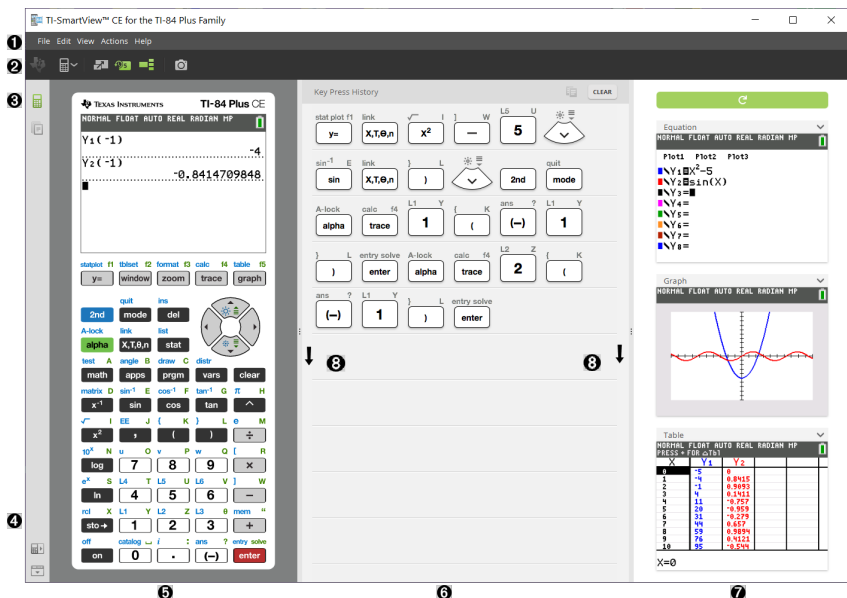 TI-SmartView™ CE for the TI-84 Plus Family
❶ File Edit View Actions Help
❷
❸
TEXAS INSTRUMENTS TI-84 Plus CE
NORMAL FLOAT AUTO REAL RADIAN MP
Y₁(-1)
-4
Y₂(-1)
-0.8414709848
statplot f1 tblset f2 format f3 calc f4 table f5
y= window zoom trace graph
quit ins
2nd mode del
A-lock link list
alpha X,T,θ,n stat
test A angle B draw C distr
math apps prgm vars clear
matrix D sin⁻¹ E cos⁻¹ F tan⁻¹ G π H
x⁻¹ sin cos tan ^
√ I EE J { K } L e M
x² , ( ) ÷
10ˣ N u O v P w Q [ R
log 7 8 9 ×
eˣ S L4 T L5 U L6 V ] W
ln 4 5 6 −
rcl X L1 Y L2 Z L3 θ mem “
sto→ 1 2 3 +
off catalog i : ans ? entry solve
on 0 . (−) enter
❹
❺
Key Press History CLEAR
stat plot f1 link √ I ] W L5 U
y= X,T,Θ,n x² − 5
sin⁻¹ E link } L quit
sin X,T,Θ,n ) 2nd mode
A-lock calc f4 L1 Y { K ans ? L1 Y
alpha trace 1 ( (−) 1
} L entry solve A-lock calc f4 L2 Z { K
) enter alpha trace 2 (
ans ? L1 Y } L entry solve
(−) 1 ) enter
❽ ❽
❻
Equation
NORMAL FLOAT AUTO REAL RADIAN MP
Plot1 Plot2 Plot3
\Y₁=X²-5
\Y₂=sin(X)
\Y₃=
\Y₄=
\Y₅=
\Y₆=
\Y₇=
\Y₈=
Graph
NORMAL FLOAT AUTO REAL RADIAN MP
Table
NORMAL FLOAT AUTO REAL RADIAN MP
PRESS + FOR △Tbl
X Y₁ Y₂
0 -5 0
1 -4 0.8415
2 -1 0.9093
3 4 0.1411
4 11 -0.757
5 20 -0.959
6 31 -0.279
7 44 0.657
8 59 0.9894
9 76 0.4121
10 95 -0.544
X=0
❼